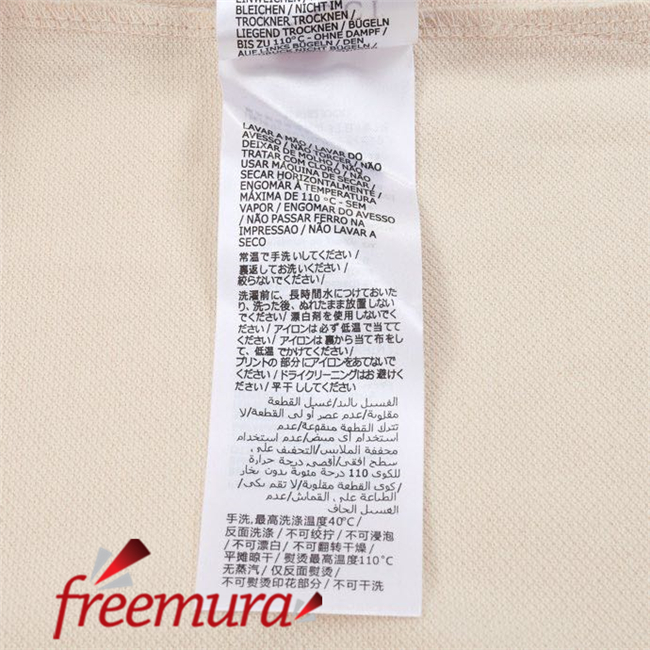 BLEICHEN / NICHT IM
TROCKNER TROCKNEN /
LIEGEND TROCKNEN / BÜGELN
BIS ZU 110°C - OHNE DAMPF /
AUF LINKS BÜGELN / DEN
LAVAR A MÃO / LAVAR DO
AVESSO / NÃO TORCER / NÃO
DEIXAR DE MOLHO / NÃO
TRATAR COM CLORO / NÃO
USAR MÁQUINA DE SECAR /
SECAR HORIZONTALMENTE /
ENGOMAR À TEMPERATURA
MÁXIMA DE 110 °C - SEM
VAPOR / ENGOMAR DO AVESSO
/ NÃO PASSAR FERRO NA
IMPRESSAO / NÃO LAVAR A
SECO
常温で手洗いしてください/
裏返してお洗いください/
絞らないでください/
洗濯前に、長時間水につけておいた
り、洗った後、ぬれたまま放置しない
でください/ 漂白剤を使用しないでく
ださい/ アイロンは必ず低温で当てて
ください/ アイロンは裏から当て布をし
て、低温 でかけてください/
プリントの部分にアイロンをあてないで
ください/ドライクリーニングはお避けく
ください/ 平干ししてください
الغسيل باليد/غسيل القطعة
مقلوبة/عدم عصر أو لي القطعة/لا
تترك القطعة منقوعة/عدم
استخدام أي مبيض/عدم استخدام
مجففة الملابس/التجفيف على
سطح افقي/أقصى درجة حرارة
للكوي 110 درجة مئوية بدون بخار
/كوي القطعة مقلوبة/لا تقم بكي
الطباعة على القماش/عدم
الغسيل الجاف
手洗,最高洗涤温度40℃/
反面洗涤 / 不可绞拧 / 不可浸泡
/不可漂白 / 不可翻转干燥 /
平摊晾干 / 熨烫最高温度110℃
无蒸汽 / 仅反面熨烫 /
不可熨烫印花部分 / 不可干洗
freemura